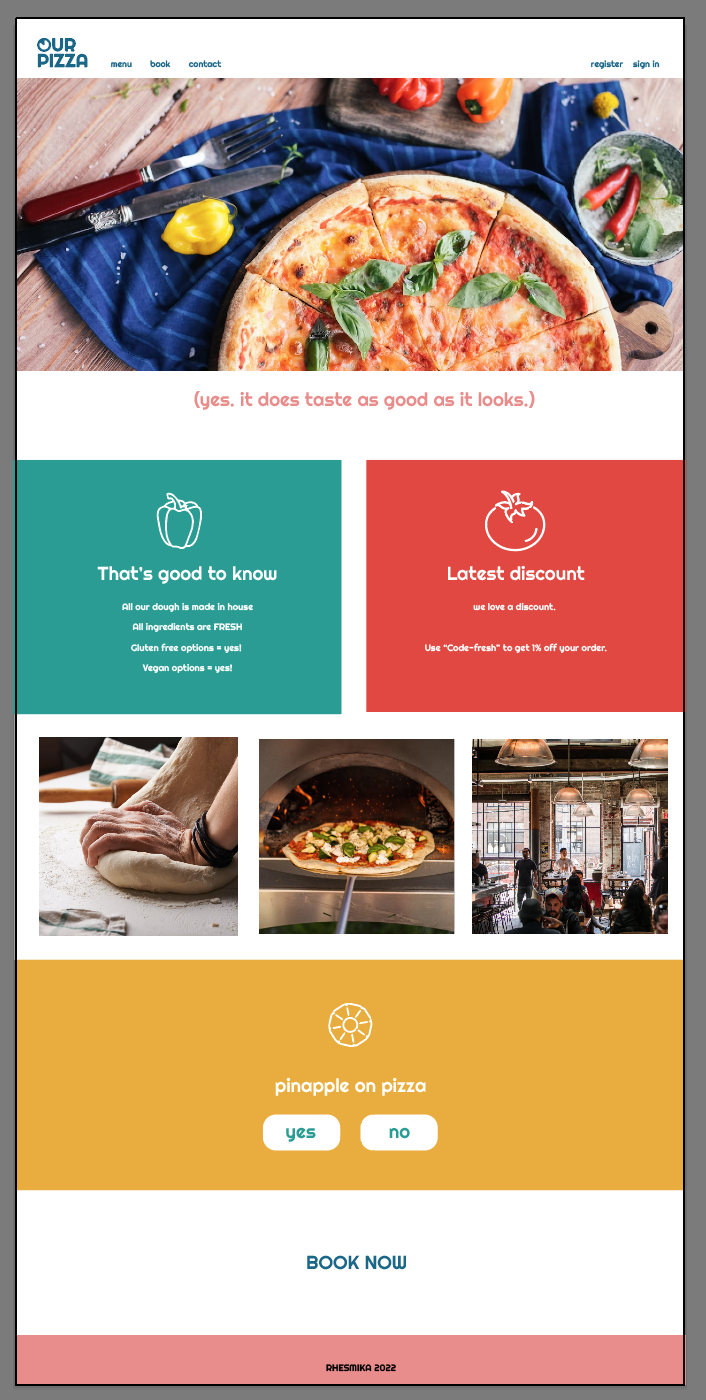 OUR
PIZZA
menu book contact register sign in
(yes. it does taste as good as it looks.)
That's good to know
All our dough is made in house
All ingredients are FRESH
Gluten free options = yes!
Vegan options = yes!
Latest discount
we love a discount.
Use “Code-fresh” to get 1% off your order.
pinapple on pizza
yes no
BOOK NOW
RHESMIKA 2022